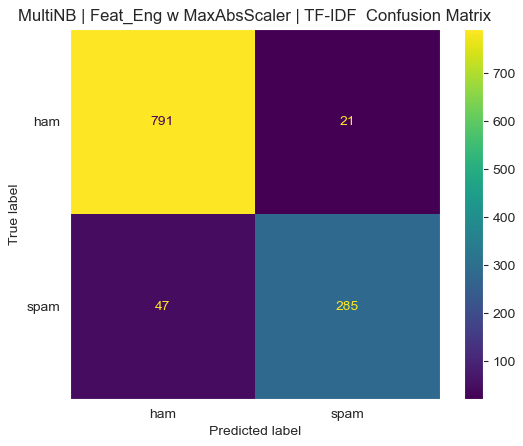 MultiNB | Feat_Eng w MaxAbsScaler | TF-IDF  Confusion Matrix
True label
ham
791
21
spam
47
285
ham
spam
Predicted label
700
600
500
400
300
200
100